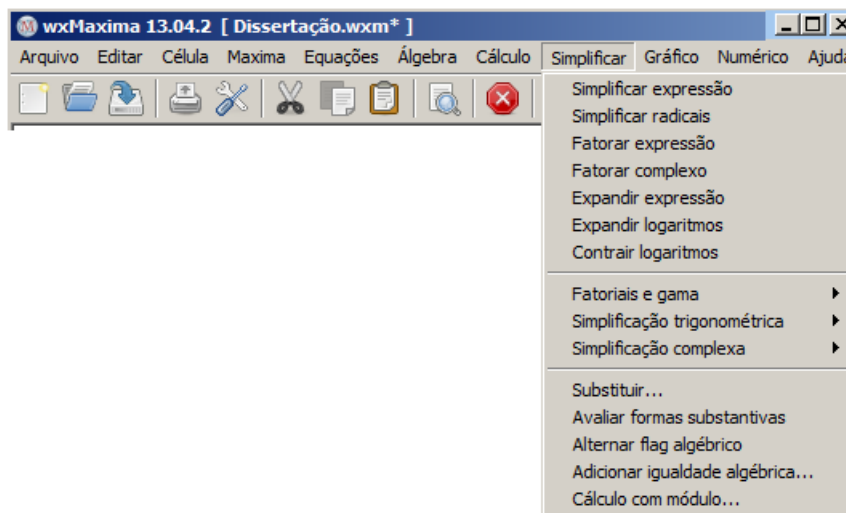 wxMaxima 13.04.2 [ Dissertação.wxm* ]
Arquivo Editar Célula Maxima Equações Álgebra Cálculo Simplificar Gráfico Numérico Ajuda
Simplificar expressão
Simplificar radicais
Fatorar expressão
Fatorar complexo
Expandir expressão
Expandir logaritmos
Contrair logaritmos
Fatoriais e gama
Simplificação trigonométrica
Simplificação complexa
Substituir...
Avaliar formas substantivas
Alternar flag algébrico
Adicionar igualdade algébrica...
Cálculo com módulo...